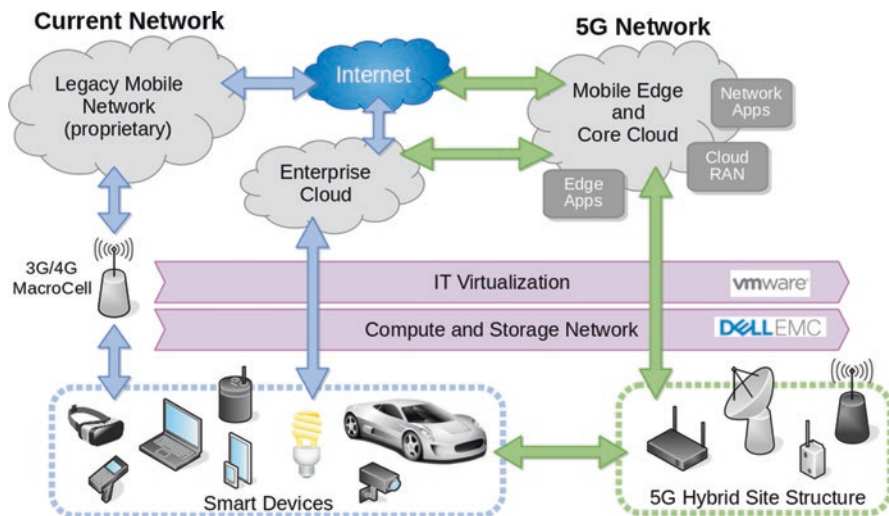 Current Network
5G Network
Legacy Mobile
Network
(proprietary)
Internet
Mobile Edge
and
Core Cloud
Network
Apps
Cloud
RAN
Edge
Apps
Enterprise
Cloud
3G/4G
MacroCell
IT Virtualization
vmware®
Compute and Storage Network
DELLEMC
Smart Devices
5G Hybrid Site Structure